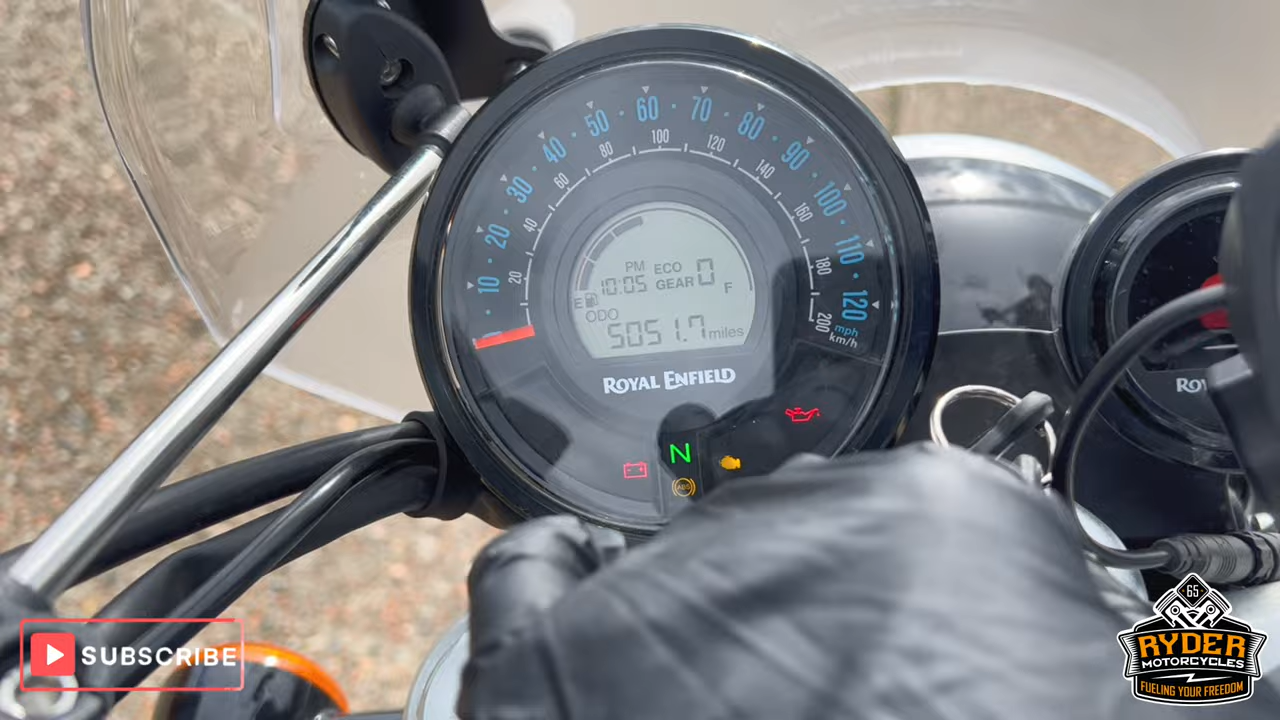 10
20
30
40
50
60
70
80
90
100
110
120
mph
km/h
20
40
60
80
100
120
140
160
180
200
PM ECO
10:05 GEAR 0
E F
ODO
5051.7 miles
ROYAL ENFIELD
N
ABS
SUBSCRIBE
65
RYDER
MOTORCYCLES
FUELING YOUR FREEDOM